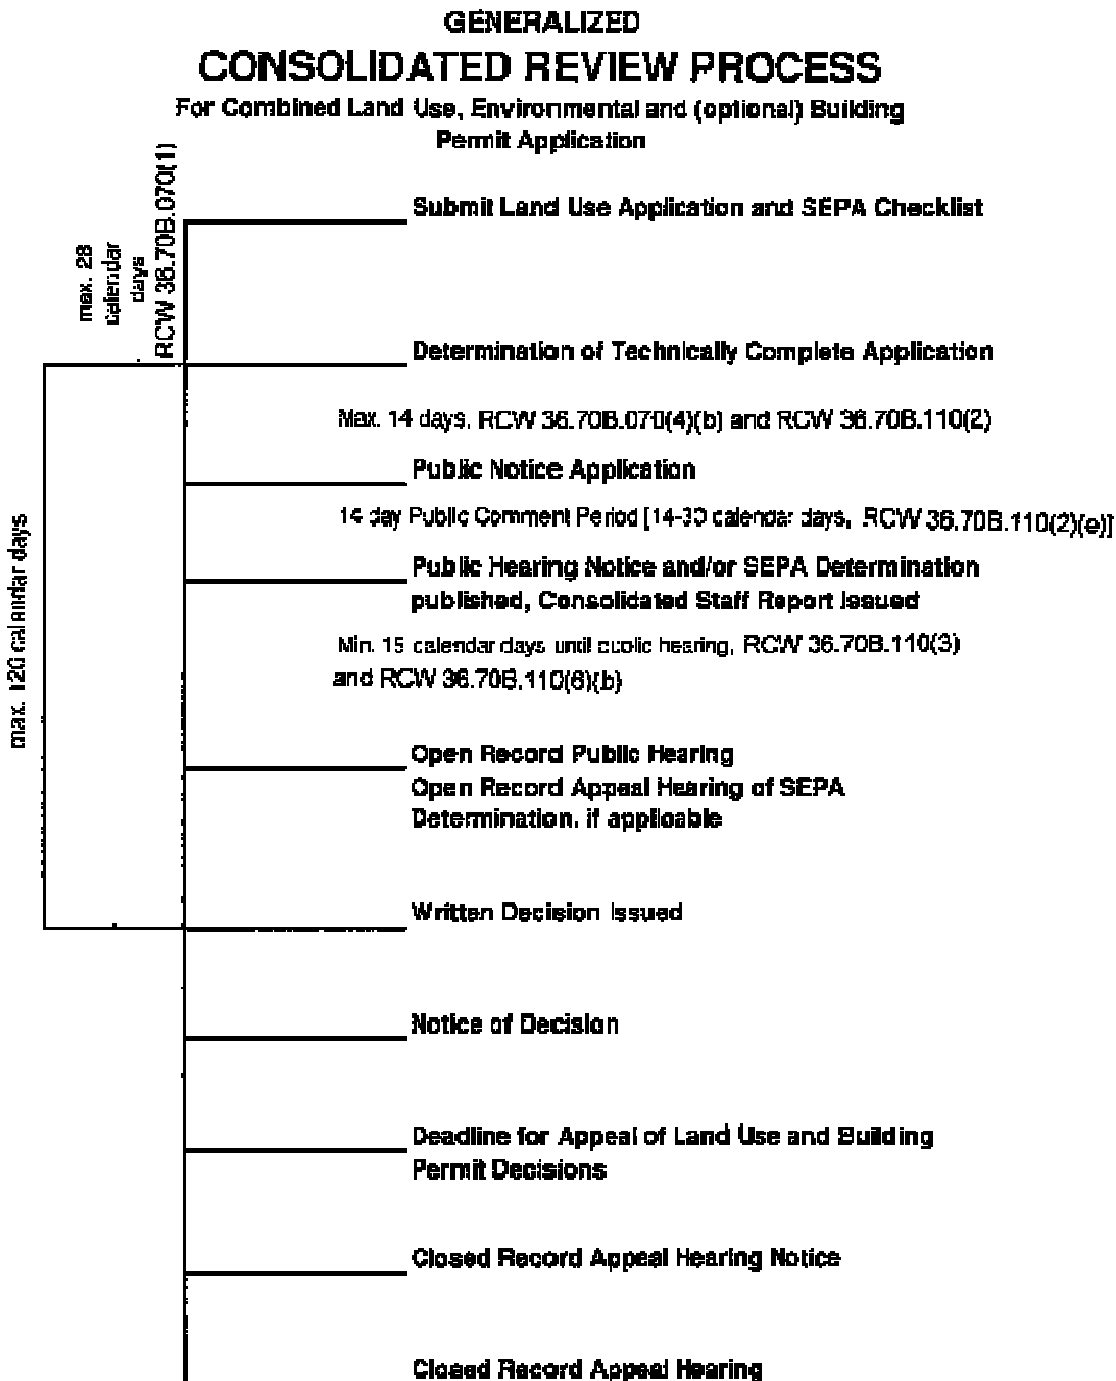 GENERALIZED
CONSOLIDATED REVIEW PROCESS
For Combined Land Use, Environmental and (optional) Building
Permit Application
max. 28
calendar
days
RCW 36.70B.070(1)
Submit Land Use Application and SEPA Checklist
Determination of Technically Complete Application
Max. 14 days, RCW 36.70B.070(4)(b) and RCW 36.70B.110(2)
Public Notice Application
14 day Public Comment Period [14-30 calendar days, RCW 36.70B.110(2)(e)]
Public Hearing Notice and/or SEPA Determination
published, Consolidated Staff Report Issued
max. 120 calendar days
Min. 15 calendar days until public hearing, RCW 36.70B.110(3)
and RCW 36.70B.110(6)(b)
Open Record Public Hearing
Open Record Appeal Hearing of SEPA
Determination, if applicable
Written Decision Issued
Notice of Decision
Deadline for Appeal of Land Use and Building
Permit Decisions
Closed Record Appeal Hearing Notice
Closed Record Appeal Hearing